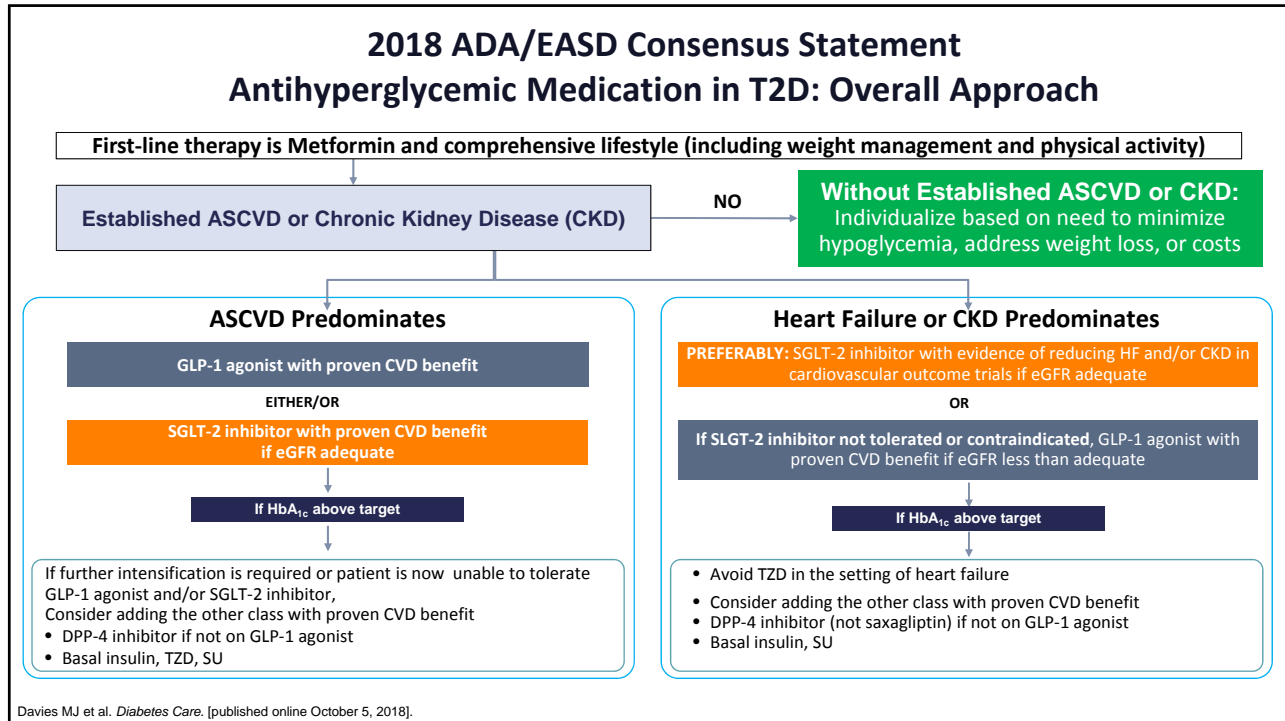 2018 ADA/EASD Consensus Statement
Antihyperglycemic Medication in T2D: Overall Approach
First-line therapy is Metformin and comprehensive lifestyle (including weight management and physical activity)
Established ASCVD or Chronic Kidney Disease (CKD)
NO
Without Established ASCVD or CKD:
Individualize based on need to minimize
hypoglycemia, address weight loss, or costs
ASCVD Predominates
GLP-1 agonist with proven CVD benefit
EITHER/OR
SGLT-2 inhibitor with proven CVD benefit
if eGFR adequate
If HbA1c above target
If further intensification is required or patient is now unable to tolerate
GLP-1 agonist and/or SGLT-2 inhibitor,
Consider adding the other class with proven CVD benefit
• DPP-4 inhibitor if not on GLP-1 agonist
• Basal insulin, TZD, SU
Heart Failure or CKD Predominates
PREFERABLY: SGLT-2 inhibitor with evidence of reducing HF and/or CKD in
cardiovascular outcome trials if eGFR adequate
OR
If SLGT-2 inhibitor not tolerated or contraindicated, GLP-1 agonist with
proven CVD benefit if eGFR less than adequate
If HbA1c above target
• Avoid TZD in the setting of heart failure
• Consider adding the other class with proven CVD benefit
• DPP-4 inhibitor (not saxagliptin) if not on GLP-1 agonist
• Basal insulin, SU
Davies MJ et al. Diabetes Care. [published online October 5, 2018].